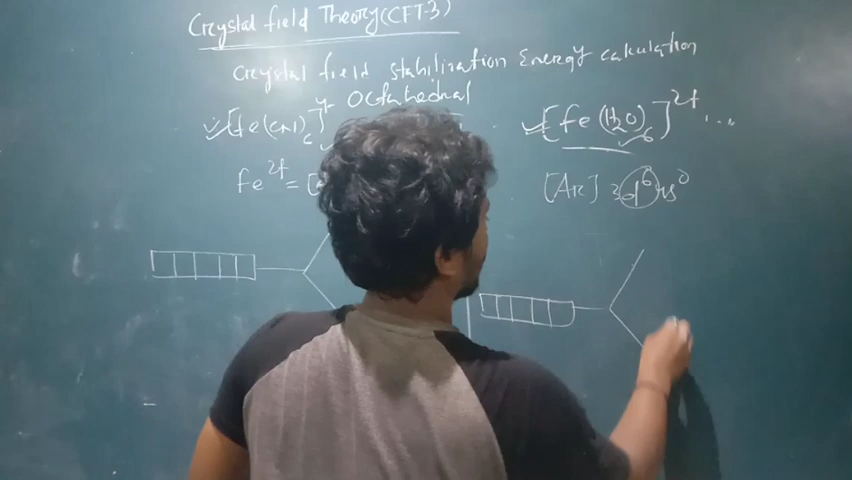 Crystal field Theory (CFT-3)
Crystal field stabilization Energy calculation
Octahedral
[fe(CN)6]4-
[fe(H2O)6]2+ ...
Fe2+ = [
[Ar] 3d6 4s0